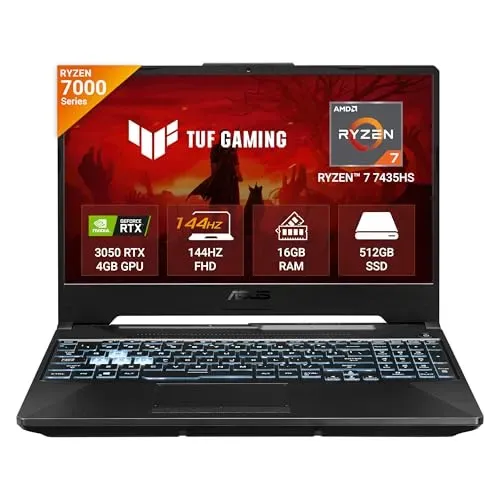 RYZEN
7000
Series
TUF GAMING
AMD
RYZEN
7
RYZEN™ 7 7435HS
NVIDIA
GEFORCE
RTX
144HZ
3050 RTX
4GB GPU
144HZ
FHD
16GB
RAM
512GB
SSD
ASUS